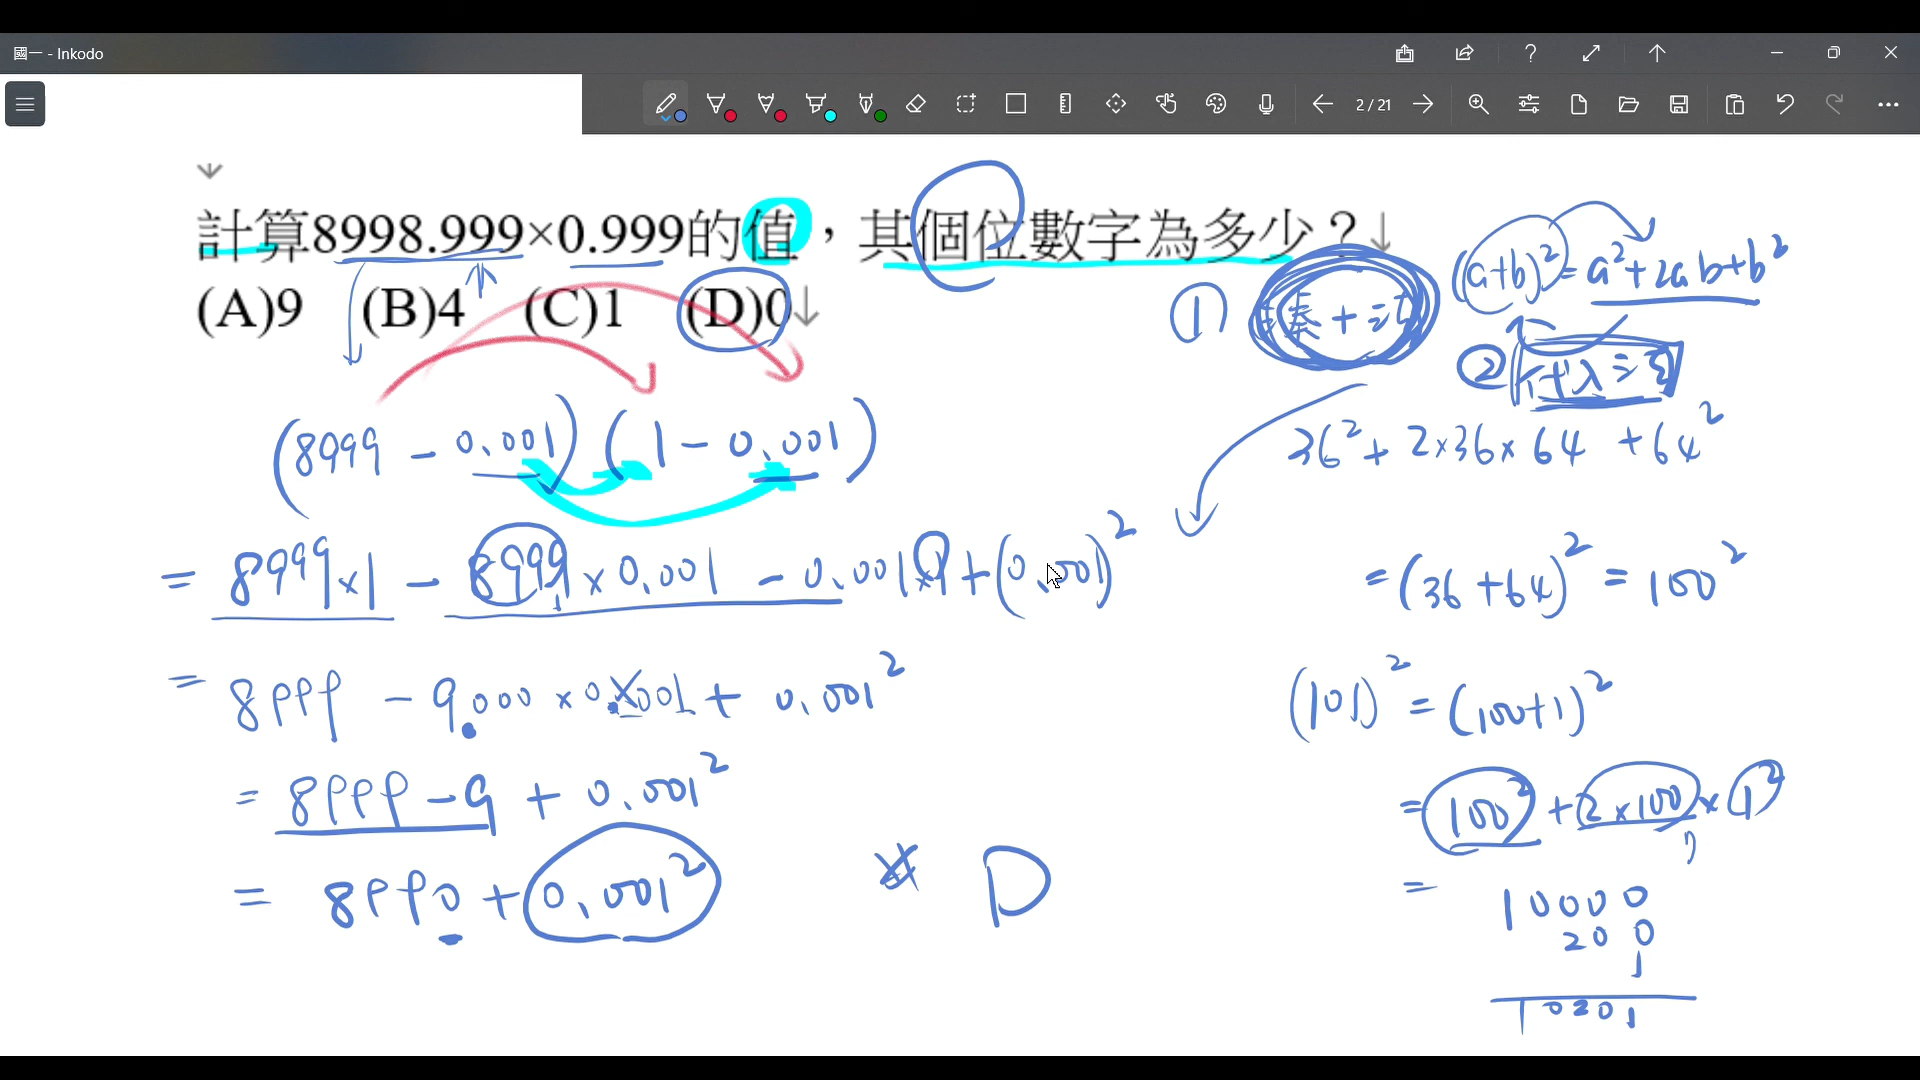 國一 - Inkodo
2 / 21
計算8998.999×0.999的值，其個位數字為多少？↓
(A)9 (B)4 (C)1 (D)0↓
① (a+b)² = a²+2ab+b²
②
(8999 - 0.001) (1 - 0.001)
36² + 2×36×64 + 64²
= 8999×1 - 8999×0.001 - 0.001×1 + (0.001)²
= (36+64)² = 100²
= 8999 - 9000 × 0.001 + 0.001²
(101)² = (100+1)²
= 8999 - 9 + 0.001²
= 100² + 2×100×1²
= 8990 + 0.001²
D
= 10000
200
1
10201